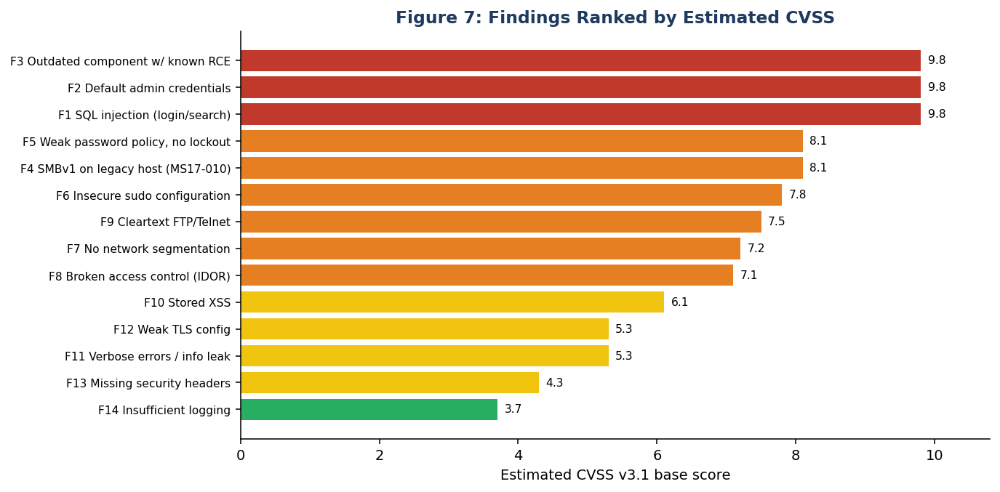 Figure 7: Findings Ranked by Estimated CVSS
F3 Outdated component w/ known RCE 9.8
F2 Default admin credentials 9.8
F1 SQL injection (login/search) 9.8
F5 Weak password policy, no lockout 8.1
F4 SMBv1 on legacy host (MS17-010) 8.1
F6 Insecure sudo configuration 7.8
F9 Cleartext FTP/Telnet 7.5
F7 No network segmentation 7.2
F8 Broken access control (IDOR) 7.1
F10 Stored XSS 6.1
F12 Weak TLS config 5.3
F11 Verbose errors / info leak 5.3
F13 Missing security headers 4.3
F14 Insufficient logging 3.7
0 2 4 6 8 10
Estimated CVSS v3.1 base score